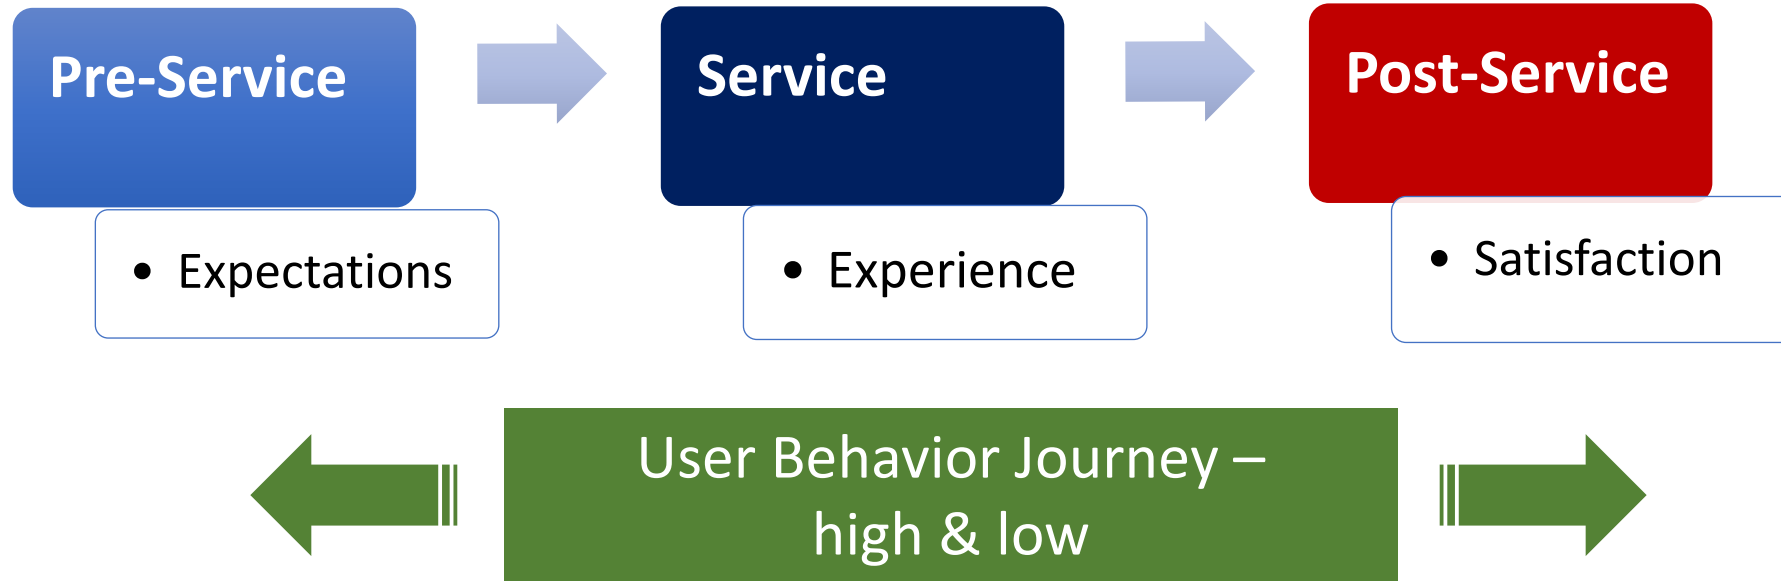 Pre-Service
Service
Post-Service
• Expectations
• Experience
• Satisfaction
User Behavior Journey –
high & low